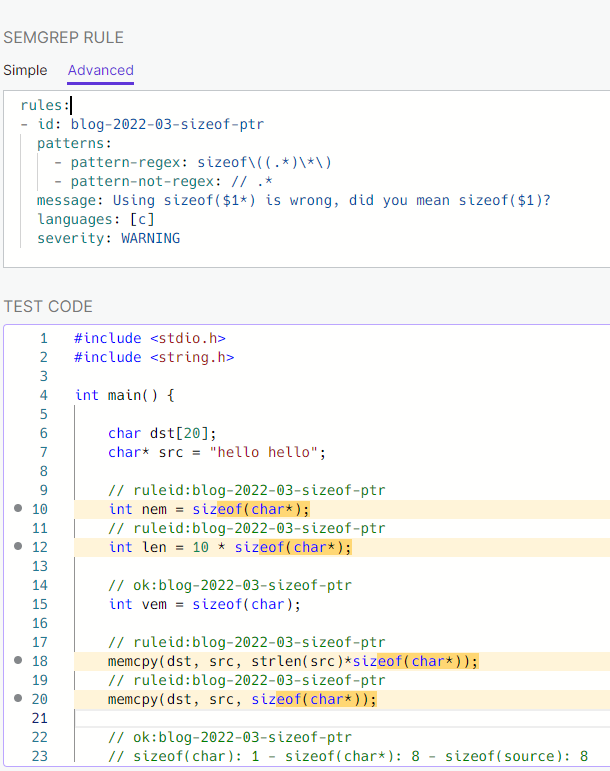 SEMGREP RULE
Simple Advanced
rules:
- id: blog-2022-03-sizeof-ptr
patterns:
- pattern-regex: sizeof\((.*)\*\)
- pattern-not-regex: // .*
message: Using sizeof($1*) is wrong, did you mean sizeof($1)?
languages: [c]
severity: WARNING
TEST CODE
1 #include <stdio.h>
2 #include <string.h>
3
4 int main() {
5
6 char dst[20];
7 char* src = "hello hello";
8
9 // ruleid:blog-2022-03-sizeof-ptr
10 int nem = sizeof(char*);
11 // ruleid:blog-2022-03-sizeof-ptr
12 int len = 10 * sizeof(char*);
13
14 // ok:blog-2022-03-sizeof-ptr
15 int vem = sizeof(char);
16
17 // ruleid:blog-2022-03-sizeof-ptr
18 memcpy(dst, src, strlen(src)*sizeof(char*));
19 // ruleid:blog-2022-03-sizeof-ptr
20 memcpy(dst, src, sizeof(char*));
21
22 // ok:blog-2022-03-sizeof-ptr
23 // sizeof(char): 1 - sizeof(char*): 8 - sizeof(source): 8